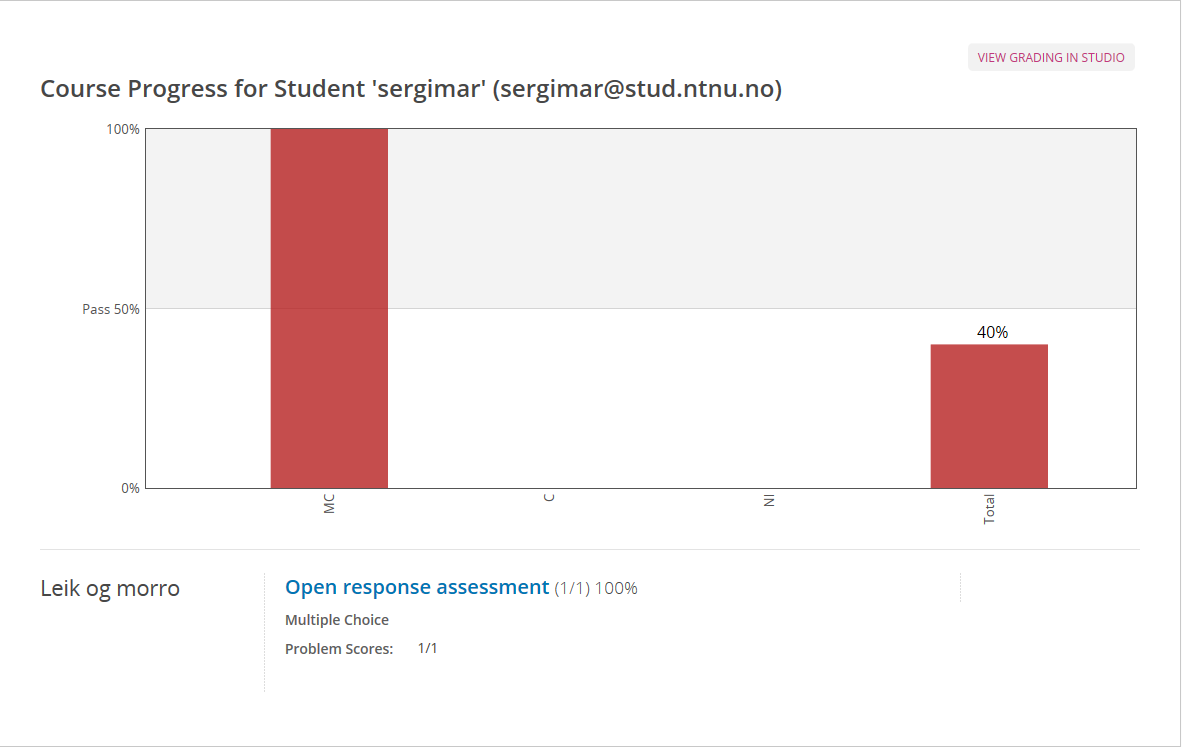 VIEW GRADING IN STUDIO
Course Progress for Student 'sergimar' (sergimar@stud.ntnu.no)
100%
Pass 50%
40%
0%
MC
C
NI
Total
Leik og morro
Open response assessment (1/1) 100%
Multiple Choice
Problem Scores: 1/1